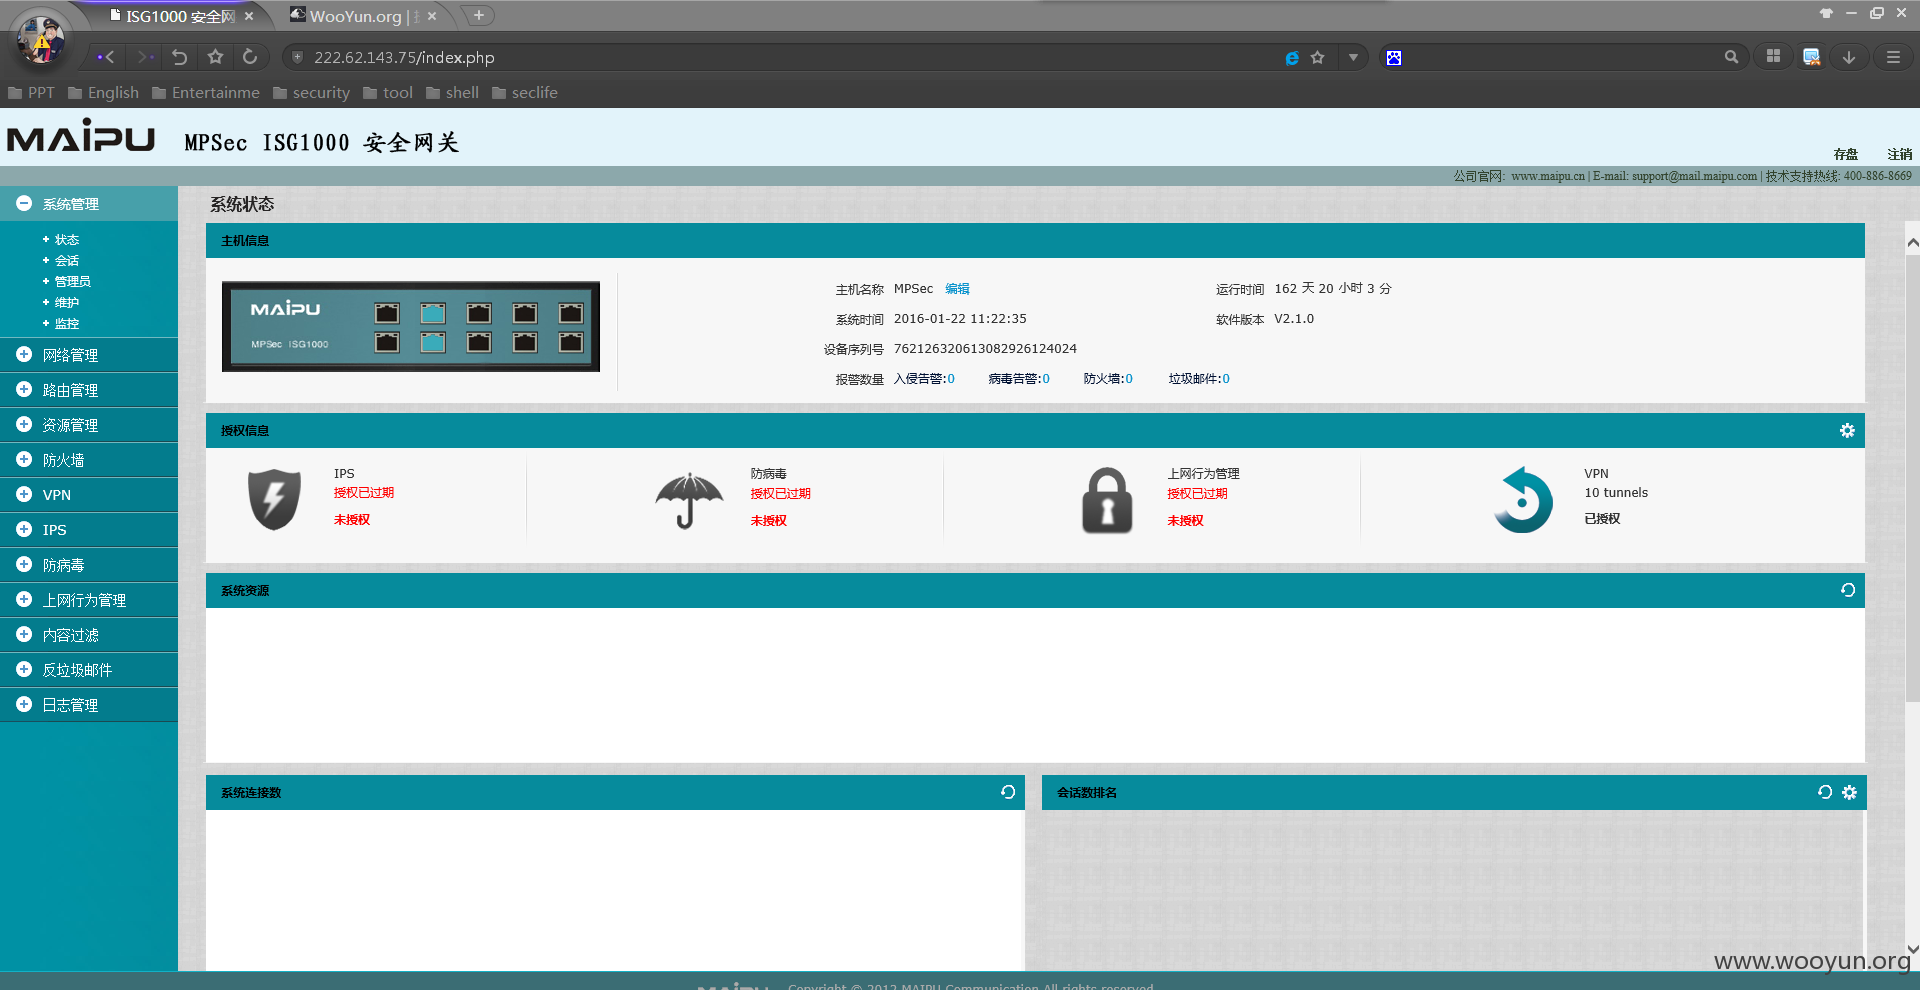 ISG1000 安全网
WooYun.org |
222.62.143.75/index.php
PPT English Entertainme security tool shell seclife
MAIPU MPSec ISG1000 安全网关
存盘 注销
公司官网: www.maipu.cn | E-mail: support@mail.maipu.com | 技术支持热线: 400-886-8669
系统管理
状态
会话
管理员
维护
监控
网络管理
路由管理
资源管理
防火墙
VPN
IPS
防病毒
上网行为管理
内容过滤
反垃圾邮件
日志管理
系统状态
主机信息
MAIPU
MPSec ISG1000
主机名称 MPSec 编辑 运行时间 162 天 20 小时 3 分
系统时间 2016-01-22 11:22:35 软件版本 V2.1.0
设备序列号 762126320613082926124024
报警数量 入侵告警:0 病毒告警:0 防火墙:0 垃圾邮件:0
授权信息
IPS
授权已过期
未授权
防病毒
授权已过期
未授权
上网行为管理
授权已过期
未授权
VPN
10 tunnels
已授权
系统资源
系统连接数
会话数排名
www.wooyun.org
MAIPU Copyright © 2012 MAIPU Communication All rights reserved